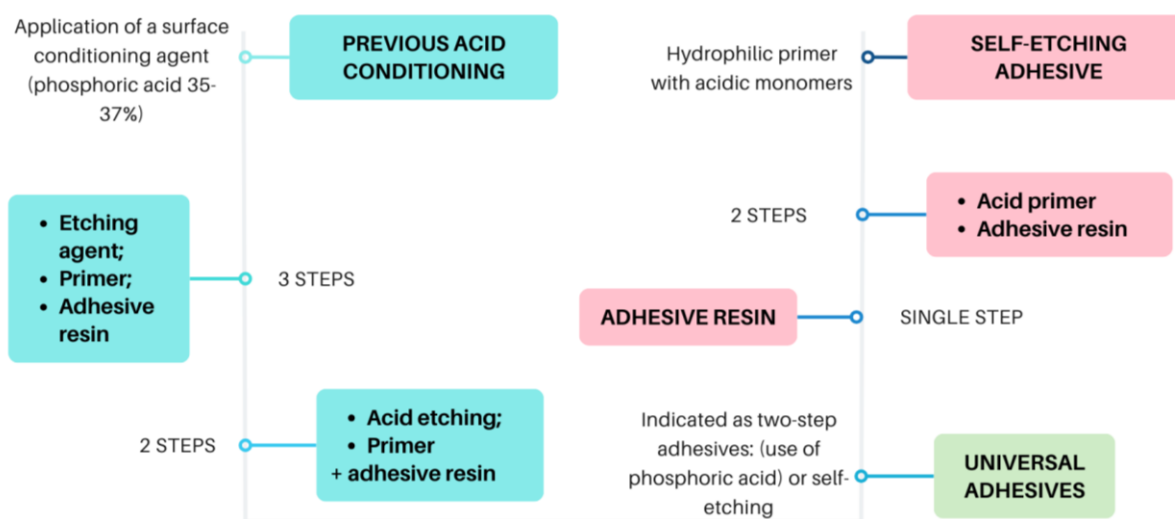 Application of a surface
conditioning agent
(phosphoric acid 35-
37%)
PREVIOUS ACID
CONDITIONING
• Etching
agent;
• Primer;
• Adhesive
resin
3 STEPS
2 STEPS
• Acid etching;
• Primer
+ adhesive resin
Hydrophilic primer
with acidic monomers
SELF-ETCHING
ADHESIVE
2 STEPS
• Acid primer
• Adhesive resin
ADHESIVE RESIN
SINGLE STEP
Indicated as two-step
adhesives: (use of
phosphoric acid) or self-
etching
UNIVERSAL
ADHESIVES